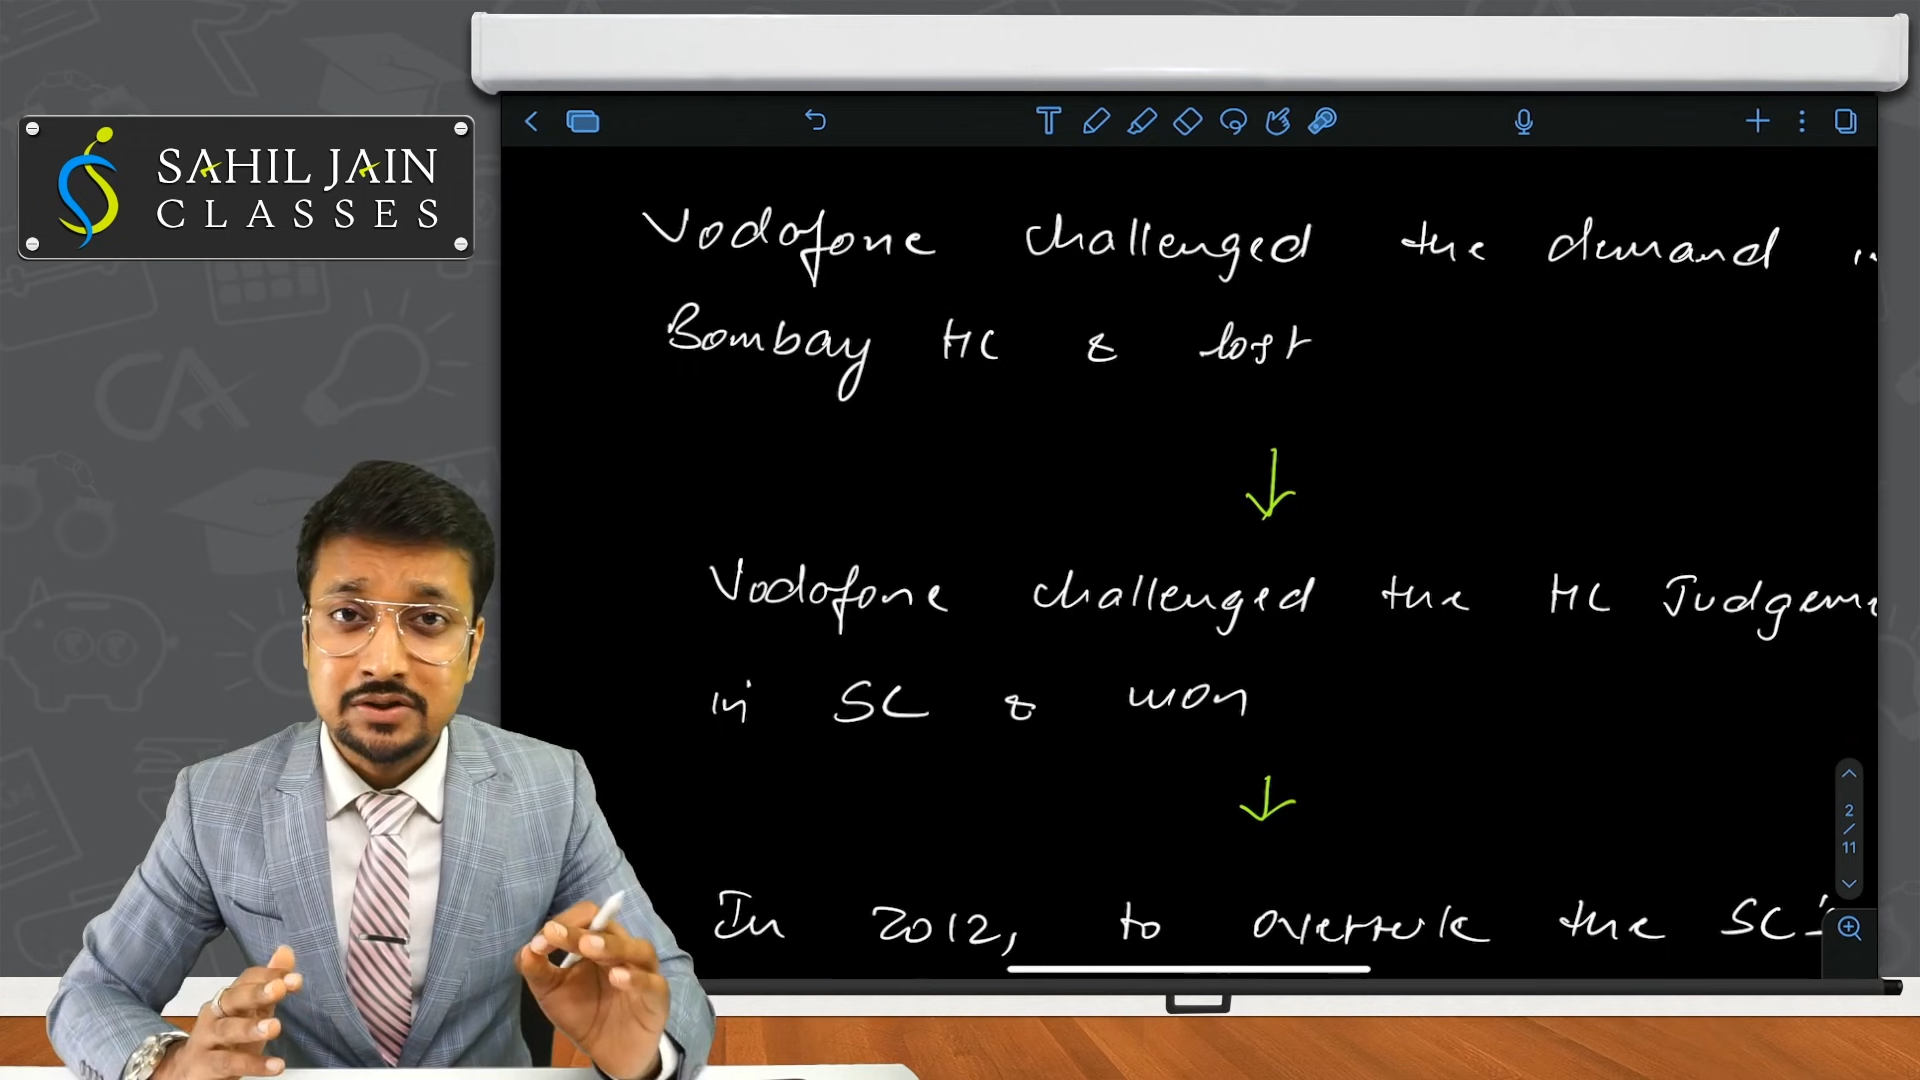 SAHIL JAIN
CLASSES
Vodafone challenged the demand
Bombay HC & lost
Vodafone challenged the HC Judgeme
in SC & won
In 2012, to the SC's
2
/
11